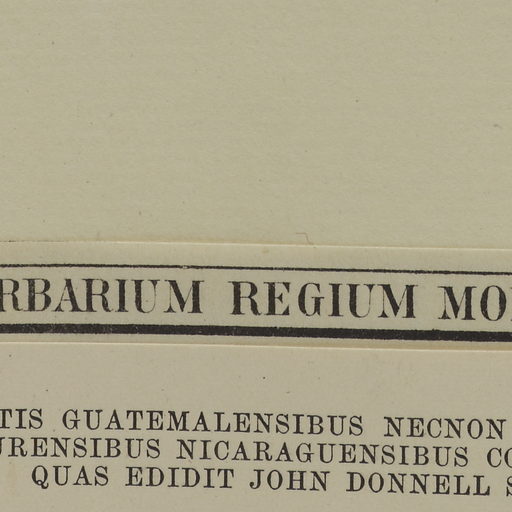 RBARIUM REGIUM MO
TIS GUATEMALENSIBUS NECNON
URENSIBUS NICARAGUENSIBUS CO
QUAS EDIDIT JOHN DONNELL S